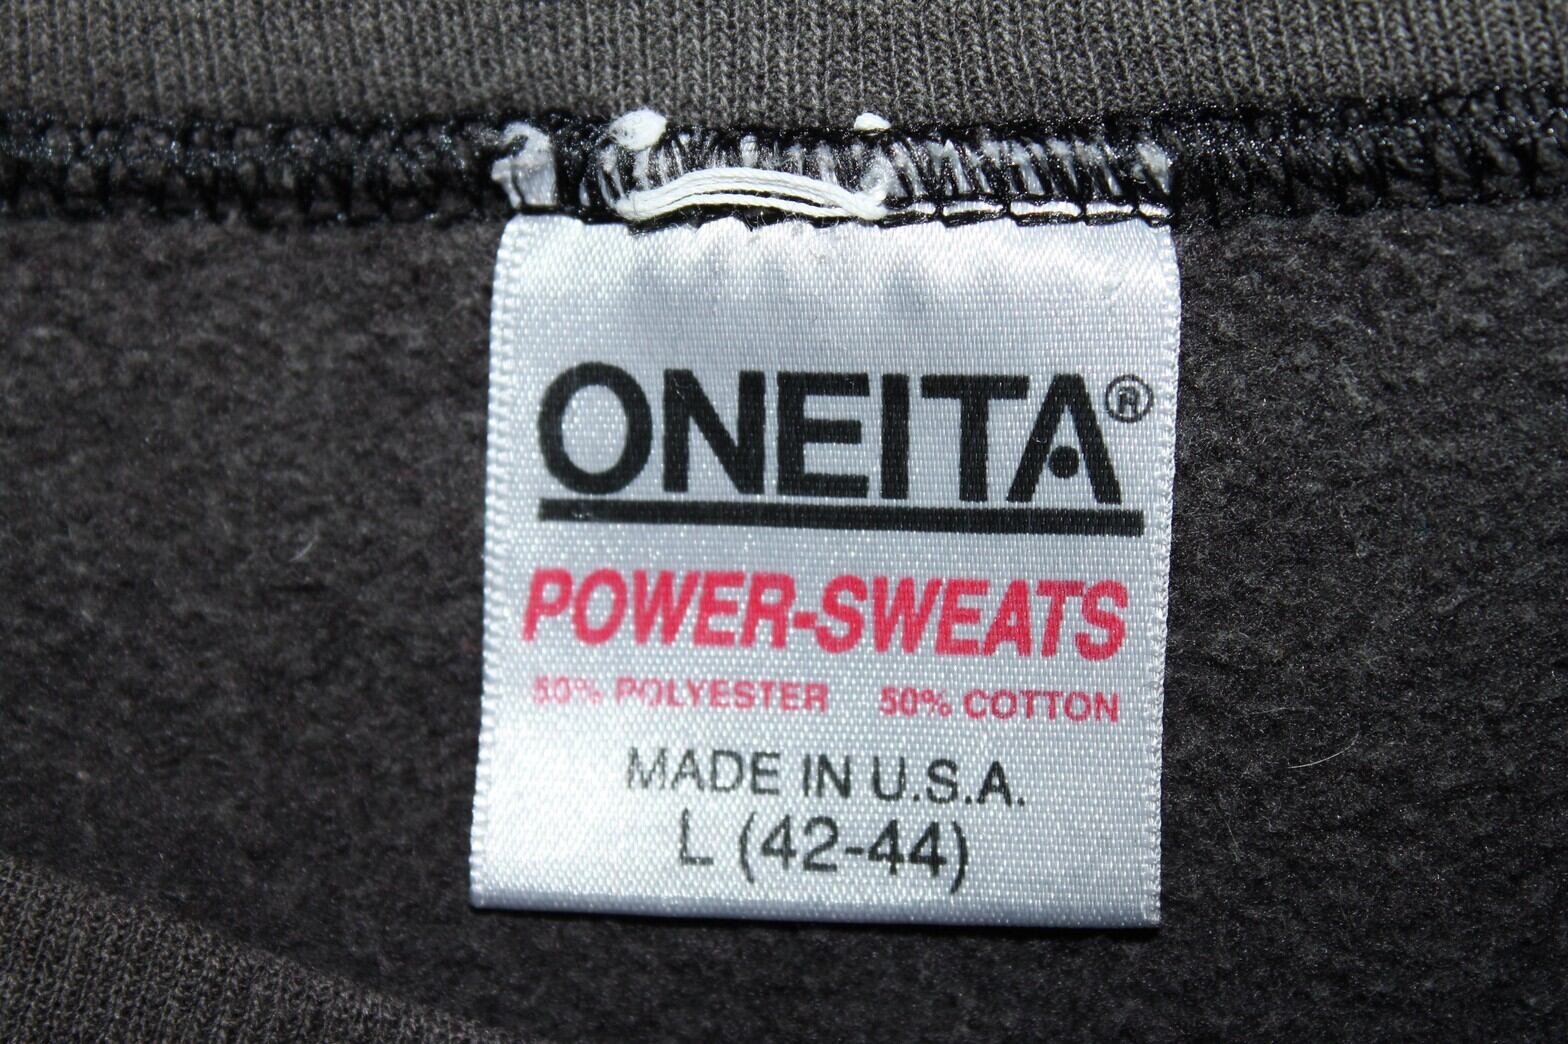 ONEITA®
POWER-SWEATS
50% POLYESTER 50% COTTON
MADE IN U.S.A.
L (42-44)